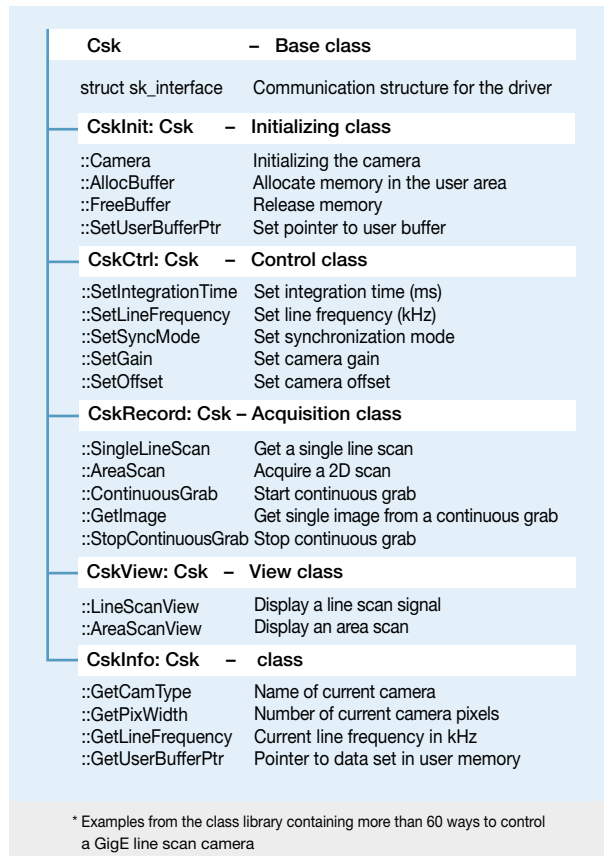 Csk – Base class
struct sk_interface Communication structure for the driver
CskInit: Csk – Initializing class
::Camera Initializing the camera
::AllocBuffer Allocate memory in the user area
::FreeBuffer Release memory
::SetUserBufferPtr Set pointer to user buffer
CskCtrl: Csk – Control class
::SetIntegrationTime Set integration time (ms)
::SetLineFrequency Set line frequency (kHz)
::SetSyncMode Set synchronization mode
::SetGain Set camera gain
::SetOffset Set camera offset
CskRecord: Csk – Acquisition class
::SingleLineScan Get a single line scan
::AreaScan Acquire a 2D scan
::ContinuousGrab Start continuous grab
::GetImage Get single image from a continuous grab
::StopContinuousGrab Stop continuous grab
CskView: Csk – View class
::LineScanView Display a line scan signal
::AreaScanView Display an area scan
CskInfo: Csk – class
::GetCamType Name of current camera
::GetPixWidth Number of current camera pixels
::GetLineFrequency Current line frequency in kHz
::GetUserBufferPtr Pointer to data set in user memory
* Examples from the class library containing more than 60 ways to control
a GigE line scan camera